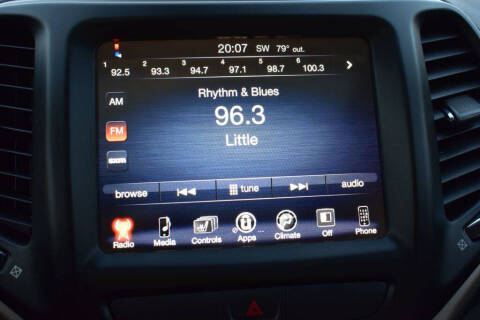 20:07 SW 79° out.
1 92.5 2 93.3 3 94.7 4 97.1 5 98.7 6 100.3
AM
Rhythm & Blues
96.3
FM
Little
sxm
browse tune audio
Radio Media Controls Apps Climate Off Phone